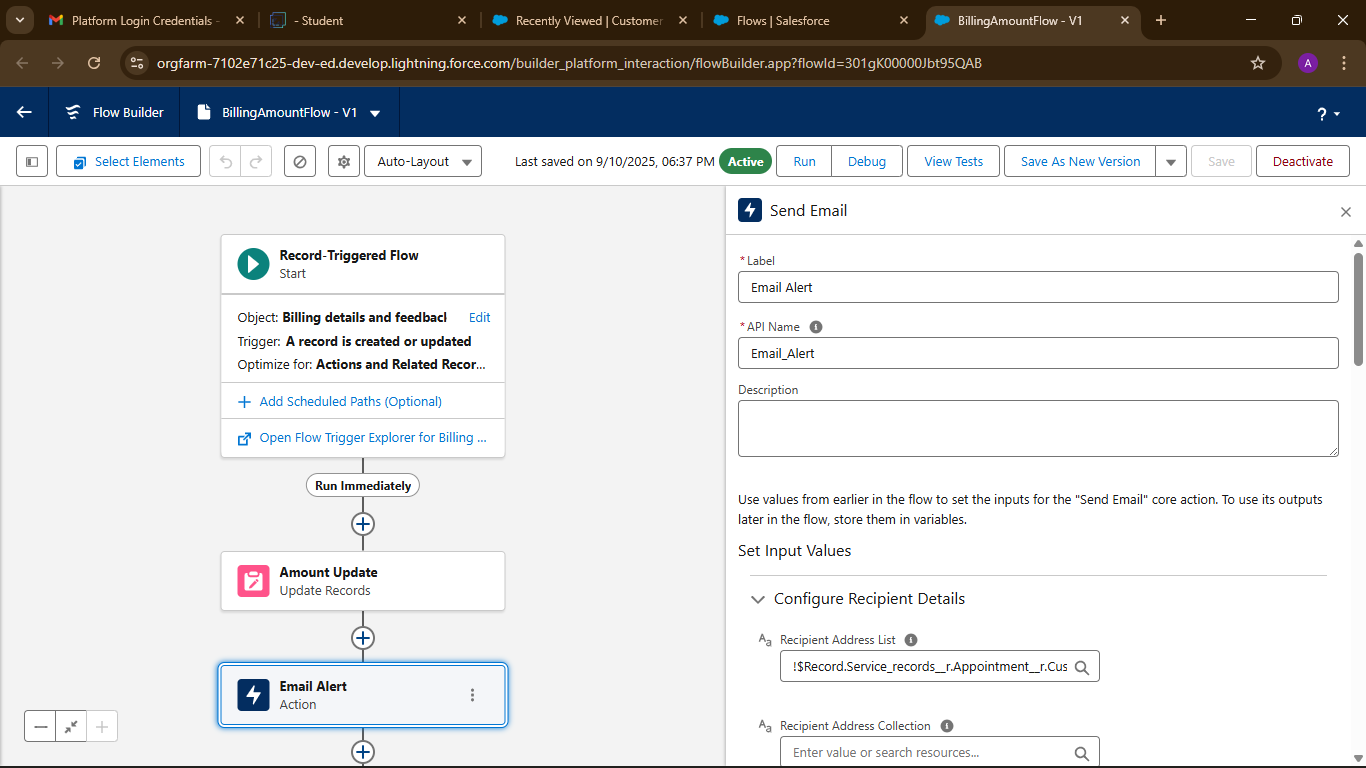 Platform Login Credentials -
- Student
Recently Viewed | Customer
Flows | Salesforce
BillingAmountFlow - V1
orgfarm-7102e71c25-dev-ed.develop.lightning.force.com/builder_platform_interaction/flowBuilder.app?flowId=301gK00000Jbt95QAB
A
Flow Builder
BillingAmountFlow - V1
?
Select Elements
Auto-Layout
Last saved on 9/10/2025, 06:37 PM
Active
Run
Debug
View Tests
Save As New Version
Save
Deactivate
Record-Triggered Flow
Start
Object: Billing details and feedback
Edit
Trigger: A record is created or updated
Optimize for: Actions and Related Recor...
Add Scheduled Paths (Optional)
Open Flow Trigger Explorer for Billing ...
Run Immediately
Amount Update
Update Records
Email Alert
Action
Send Email
* Label
Email Alert
* API Name
Email_Alert
Description
Use values from earlier in the flow to set the inputs for the "Send Email" core action. To use its outputs
later in the flow, store them in variables.
Set Input Values
Configure Recipient Details
Aa Recipient Address List
!$Record.Service_records__r.Appointment__r.Cus
Aa Recipient Address Collection
Enter value or search resources...